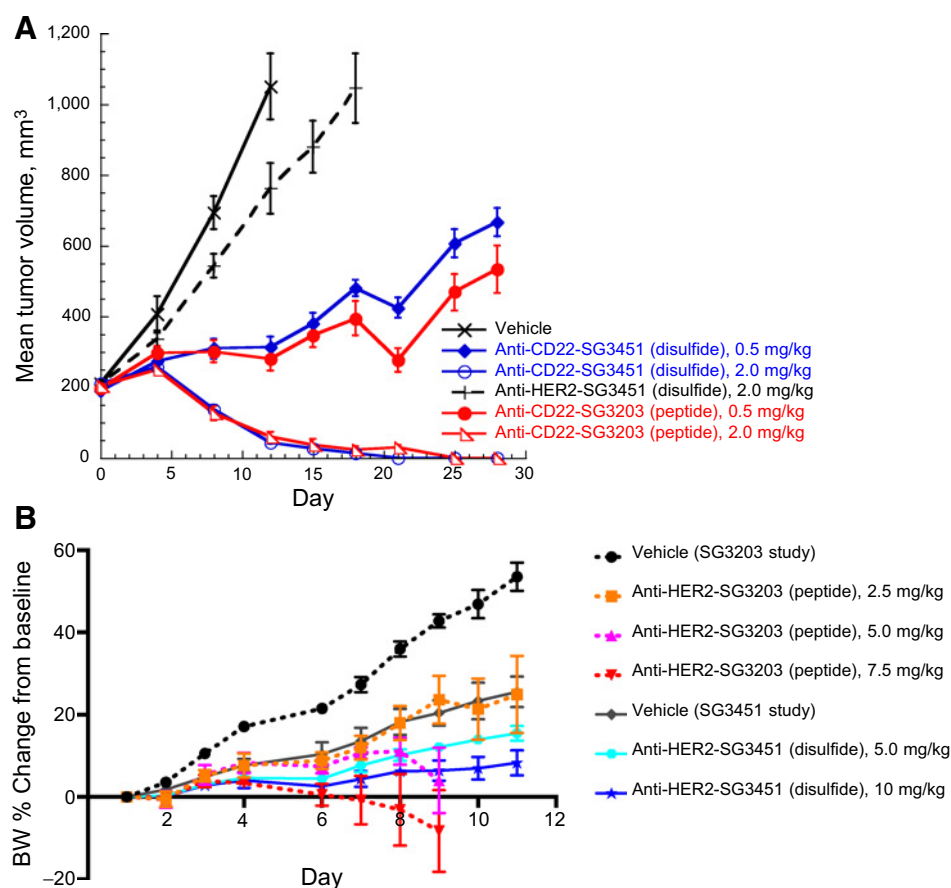 A
1,200
1,000
800
600
400
200
0
Mean tumor volume, mm³
0 5 10 15 20 25 30
Day
Vehicle
Anti-CD22-SG3451 (disulfide), 0.5 mg/kg
Anti-CD22-SG3451 (disulfide), 2.0 mg/kg
Anti-HER2-SG3451 (disulfide), 2.0 mg/kg
Anti-CD22-SG3203 (peptide), 0.5 mg/kg
Anti-CD22-SG3203 (peptide), 2.0 mg/kg
B
60
40
20
0
−20
BW % Change from baseline
2 4 6 8 10 12
Day
Vehicle (SG3203 study)
Anti-HER2-SG3203 (peptide), 2.5 mg/kg
Anti-HER2-SG3203 (peptide), 5.0 mg/kg
Anti-HER2-SG3203 (peptide), 7.5 mg/kg
Vehicle (SG3451 study)
Anti-HER2-SG3451 (disulfide), 5.0 mg/kg
Anti-HER2-SG3451 (disulfide), 10 mg/kg